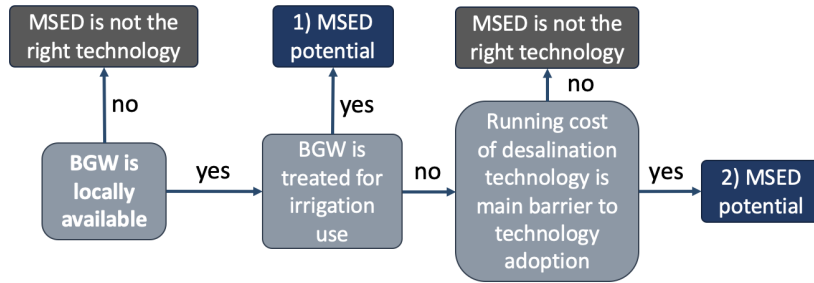 MSED is not the
right technology
1) MSED
potential
MSED is not the
right technology
no
yes
no
BGW is
locally
available
yes
BGW is
treated for
irrigation
use
no
Running cost
of desalination
technology is
main barrier to
technology
adoption
yes
2) MSED
potential